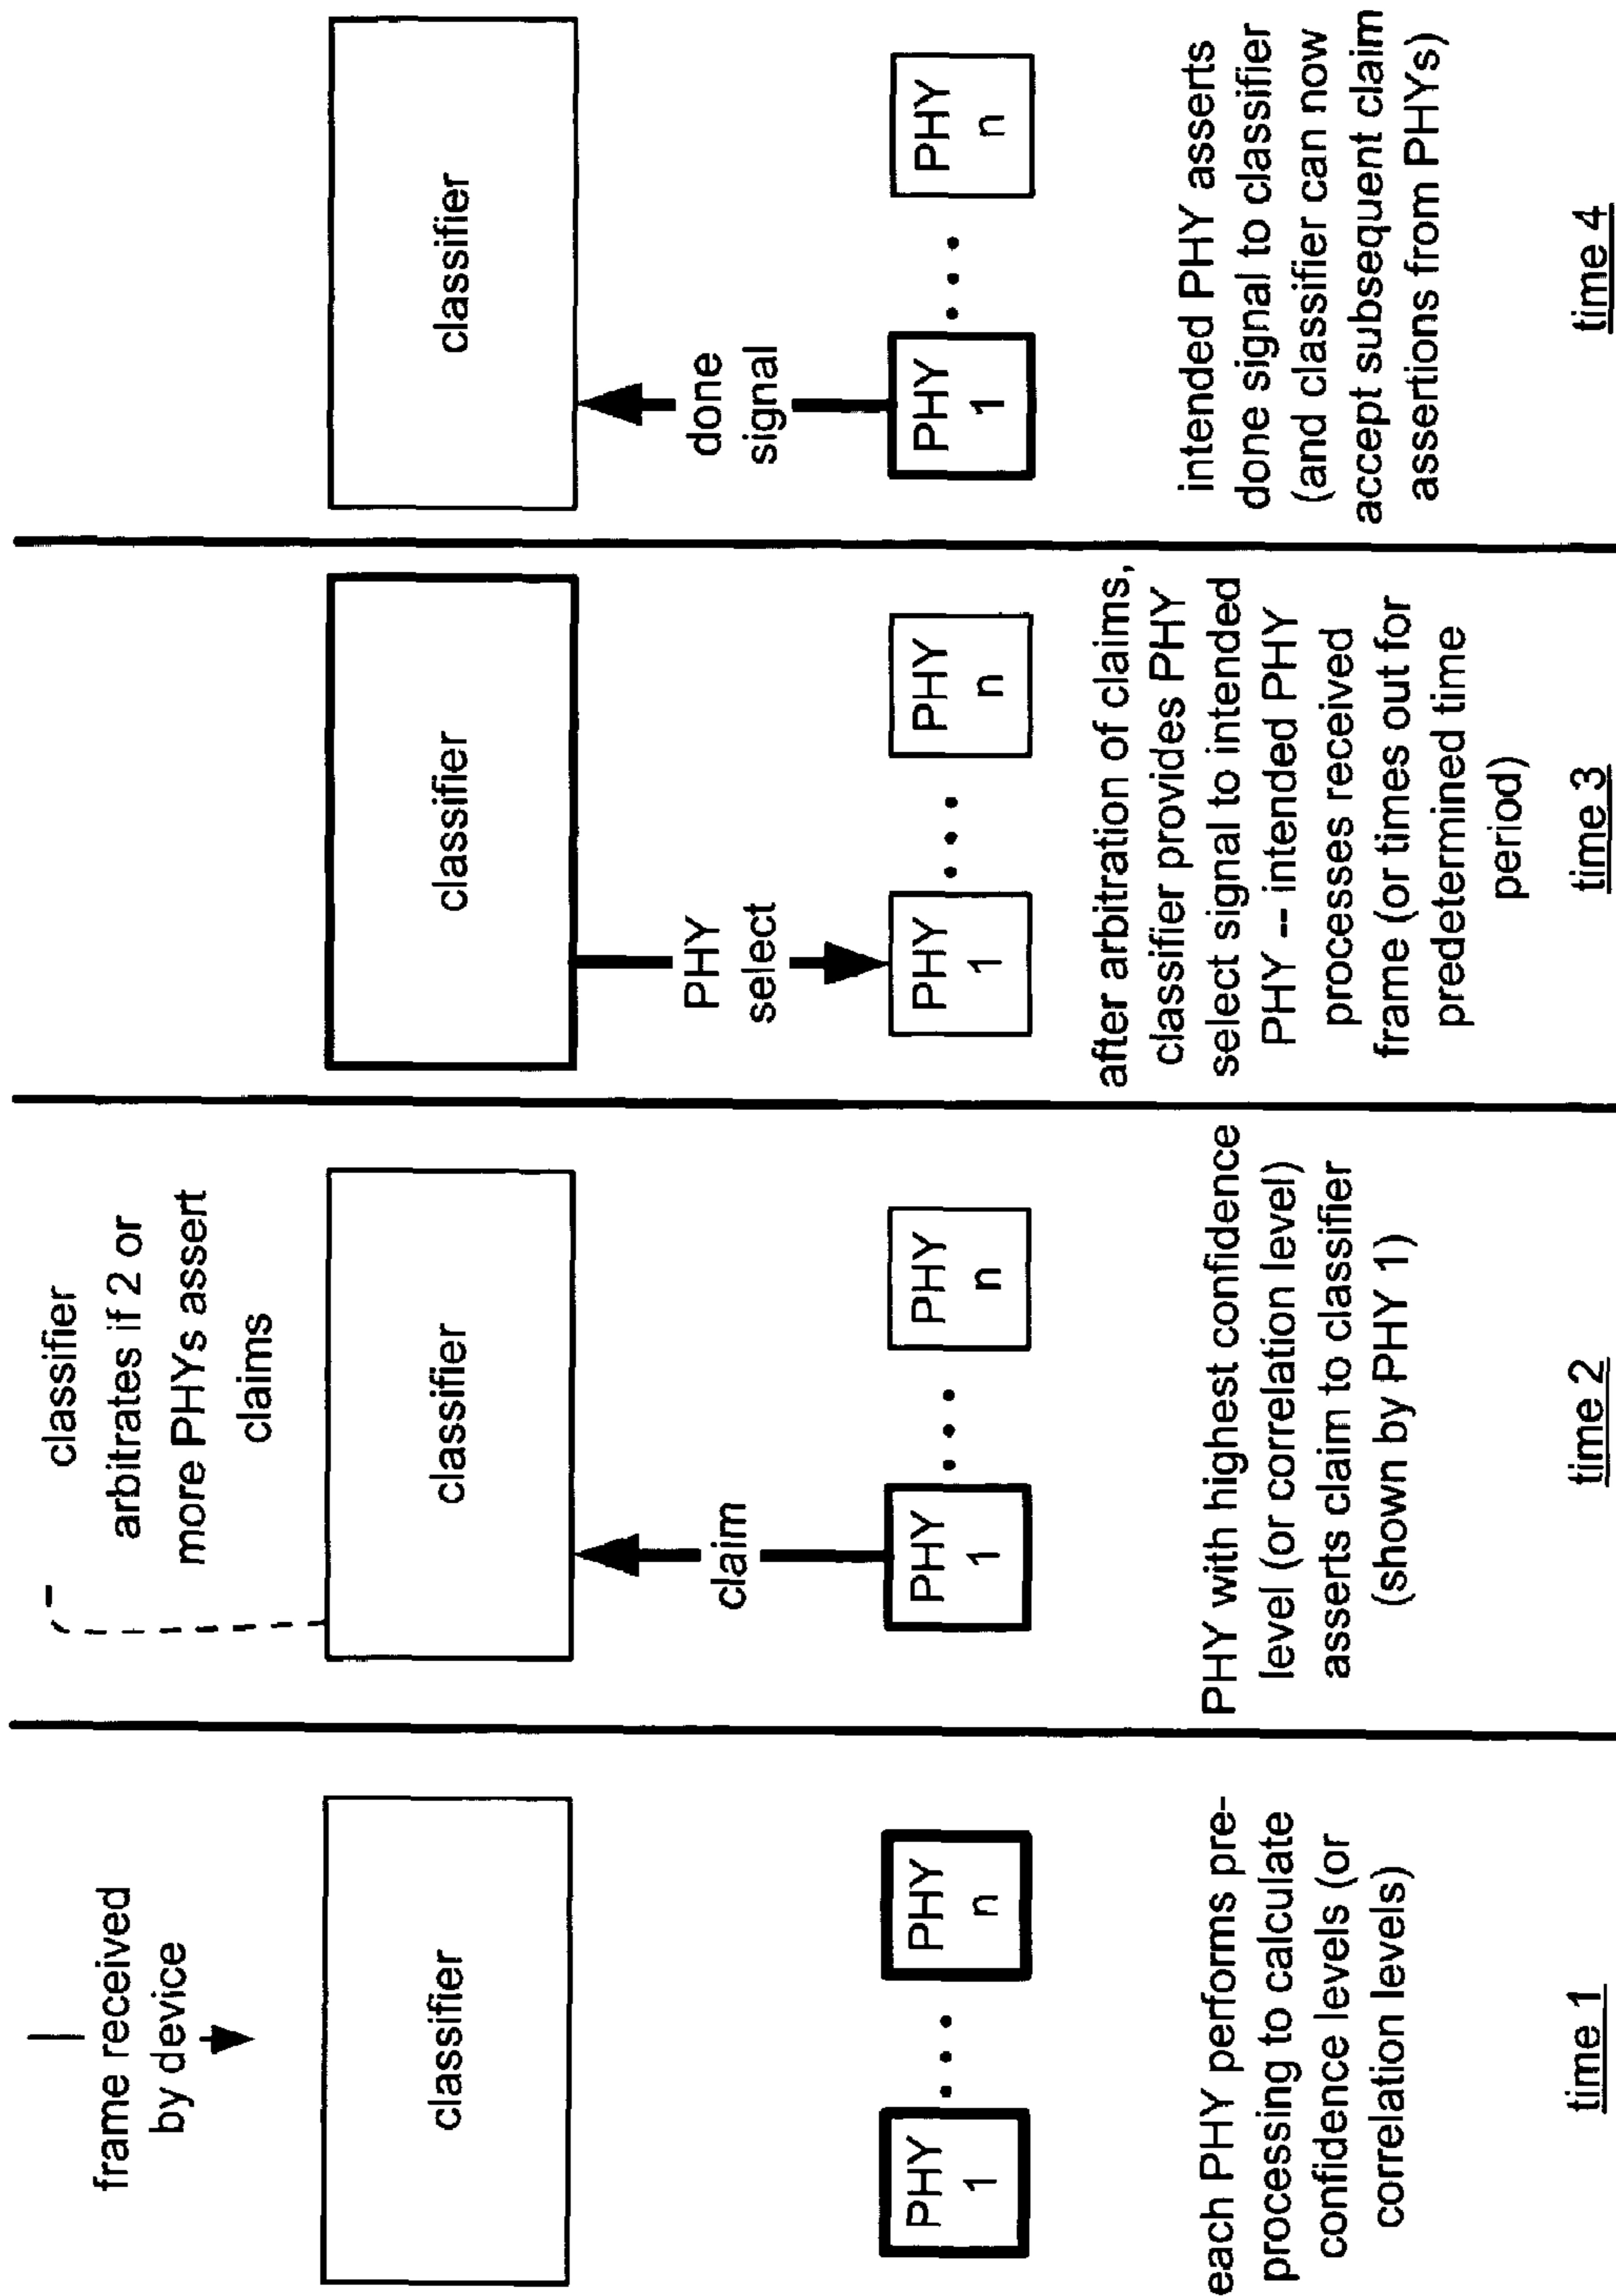 frame received
by device
classifier
PHY
1
PHY
n
each PHY performs pre-
processing to calculate
confidence levels (or
correlation levels)
time 1
classifier
arbitrates if 2 or
more PHYs assert
claims
classifier
claim
PHY
1
PHY
n
PHY with highest confidence
level (or correlation level)
asserts claim to classifier
(shown by PHY 1)
time 2
classifier
PHY
select
PHY
1
PHY
n
after arbitration of claims,
classifier provides PHY
select signal to intended
PHY -- intended PHY
processes received
frame (or times out for
predetermined time
period)
time 3
classifier
done
signal
PHY
1
PHY
n
intended PHY asserts
done signal to classifier
(and classifier can now
accept subsequent claim
assertions from PHYs)
time 4